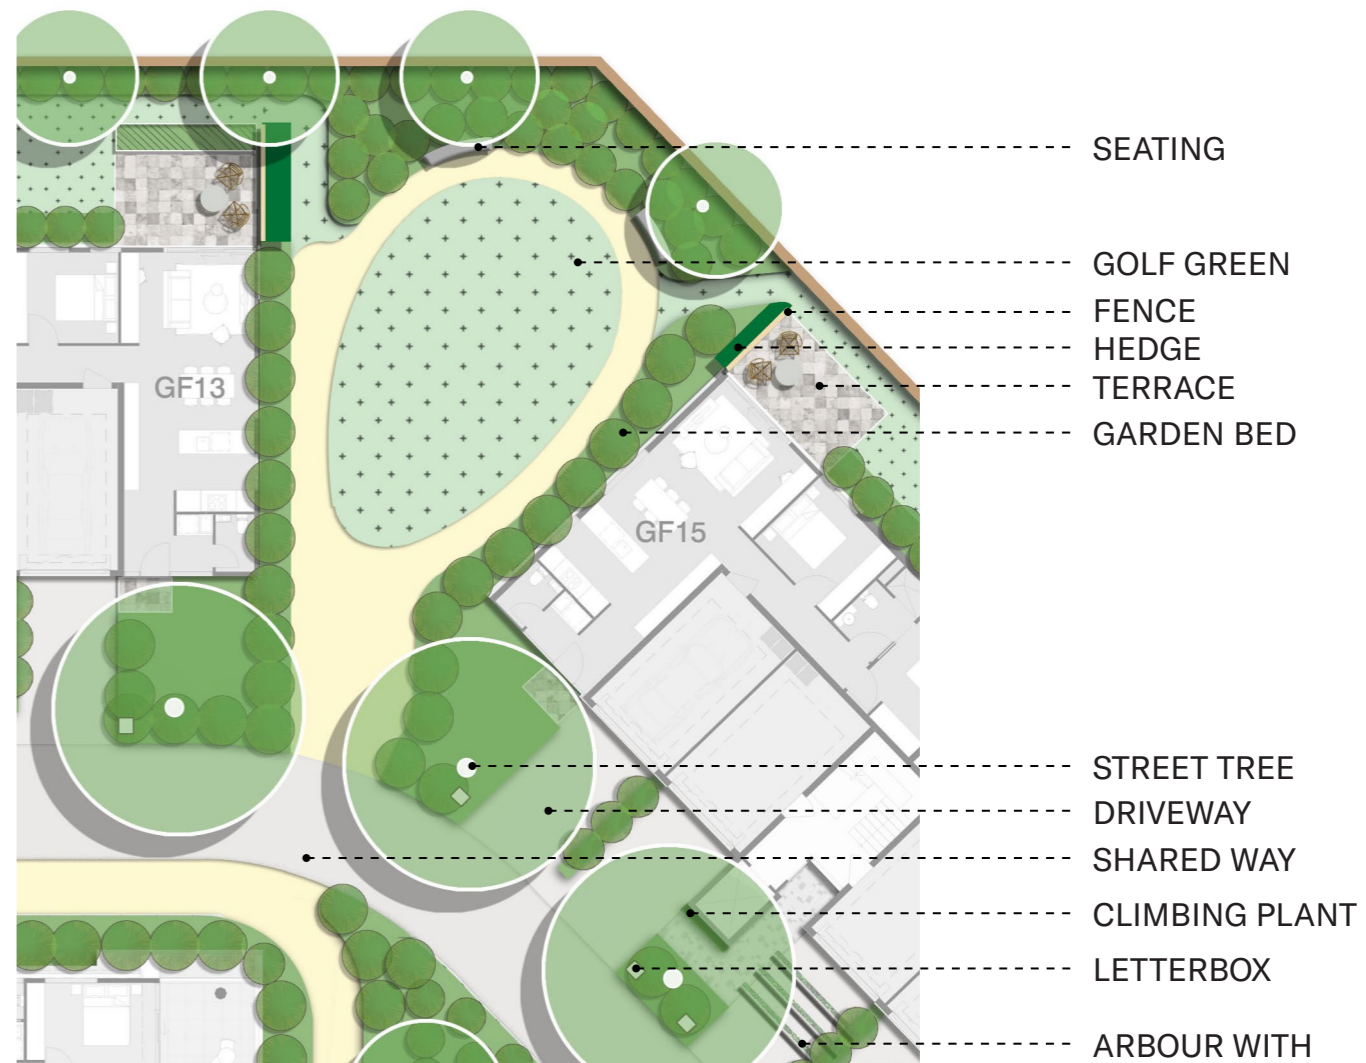 SEATING
GOLF GREEN
FENCE
HEDGE
TERRACE
GF13
GARDEN BED
GF15
STREET TREE
DRIVEWAY
SHARED WAY
CLIMBING PLANT
LETTERBOX
ARBOUR WITH